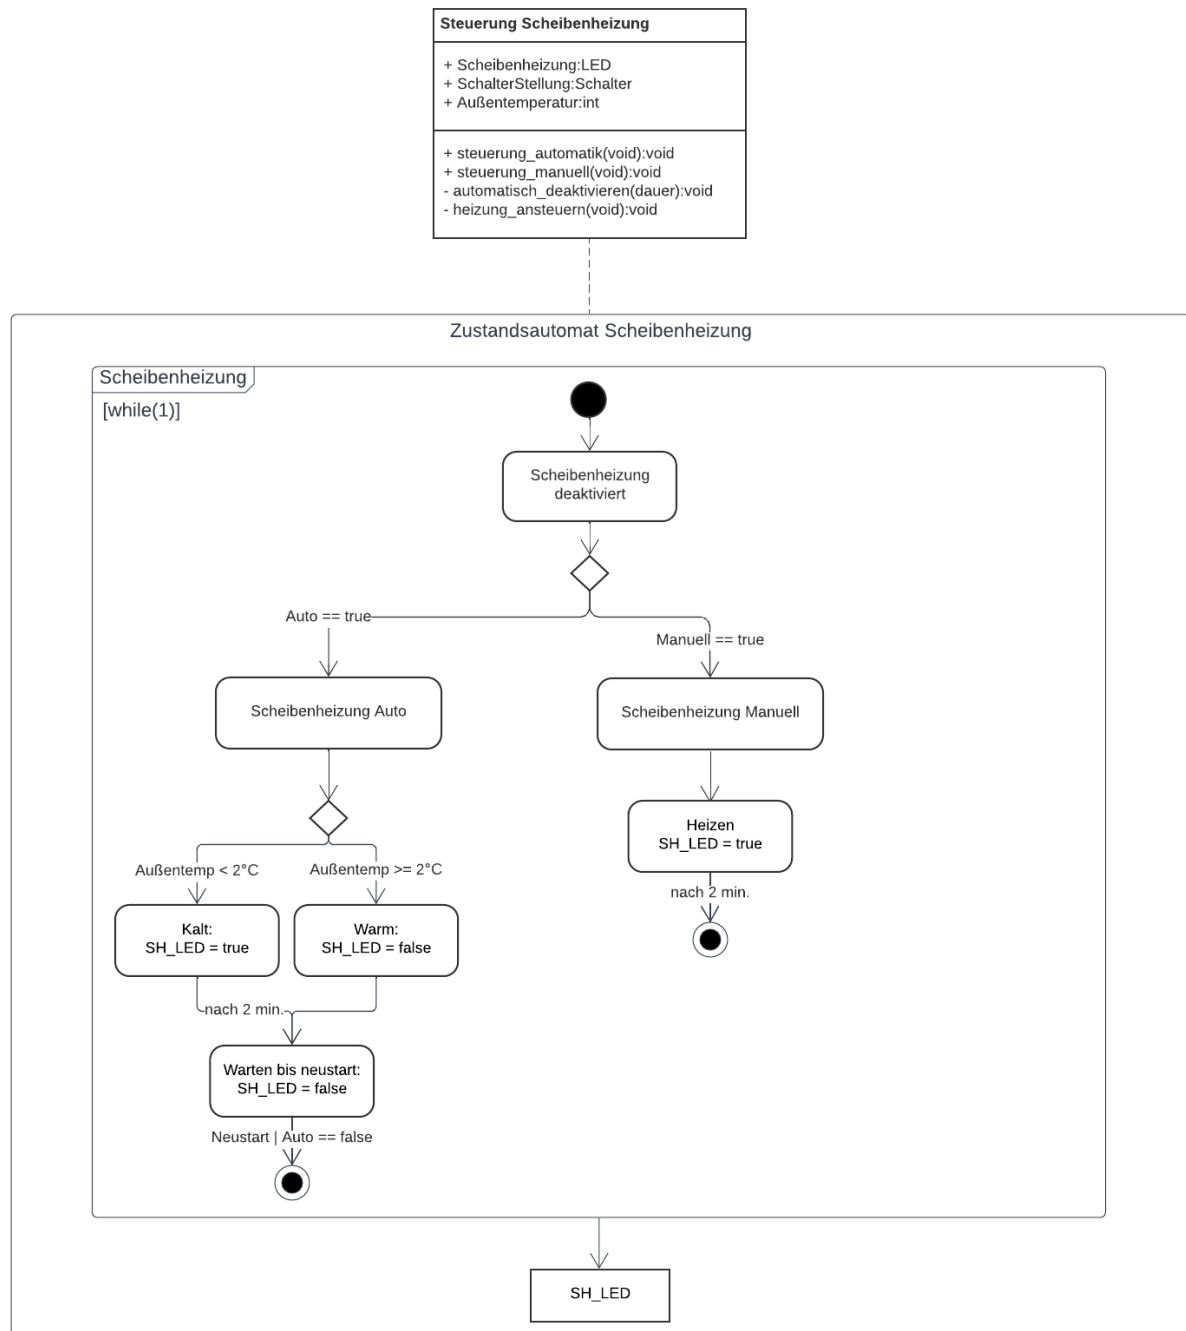 Steuerung Scheibenheizung
+ Scheibenheizung:LED
+ SchalterStellung:Schalter
+ Außentemperatur:int
+ steuerung_automatik(void):void
+ steuerung_manuell(void):void
- automatisch_deaktivieren(dauer):void
- heizung_ansteuern(void):void
Zustandsautomat Scheibenheizung
Scheibenheizung
[while(1)]
Scheibenheizung
deaktiviert
Auto == true
Manuell == true
Scheibenheizung Auto
Scheibenheizung Manuell
Heizen
SH_LED = true
Außentemp < 2°C
Außentemp >= 2°C
nach 2 min.
Kalt:
SH_LED = true
Warm:
SH_LED = false
nach 2 min.
Warten bis neustart:
SH_LED = false
Neustart | Auto == false
SH_LED